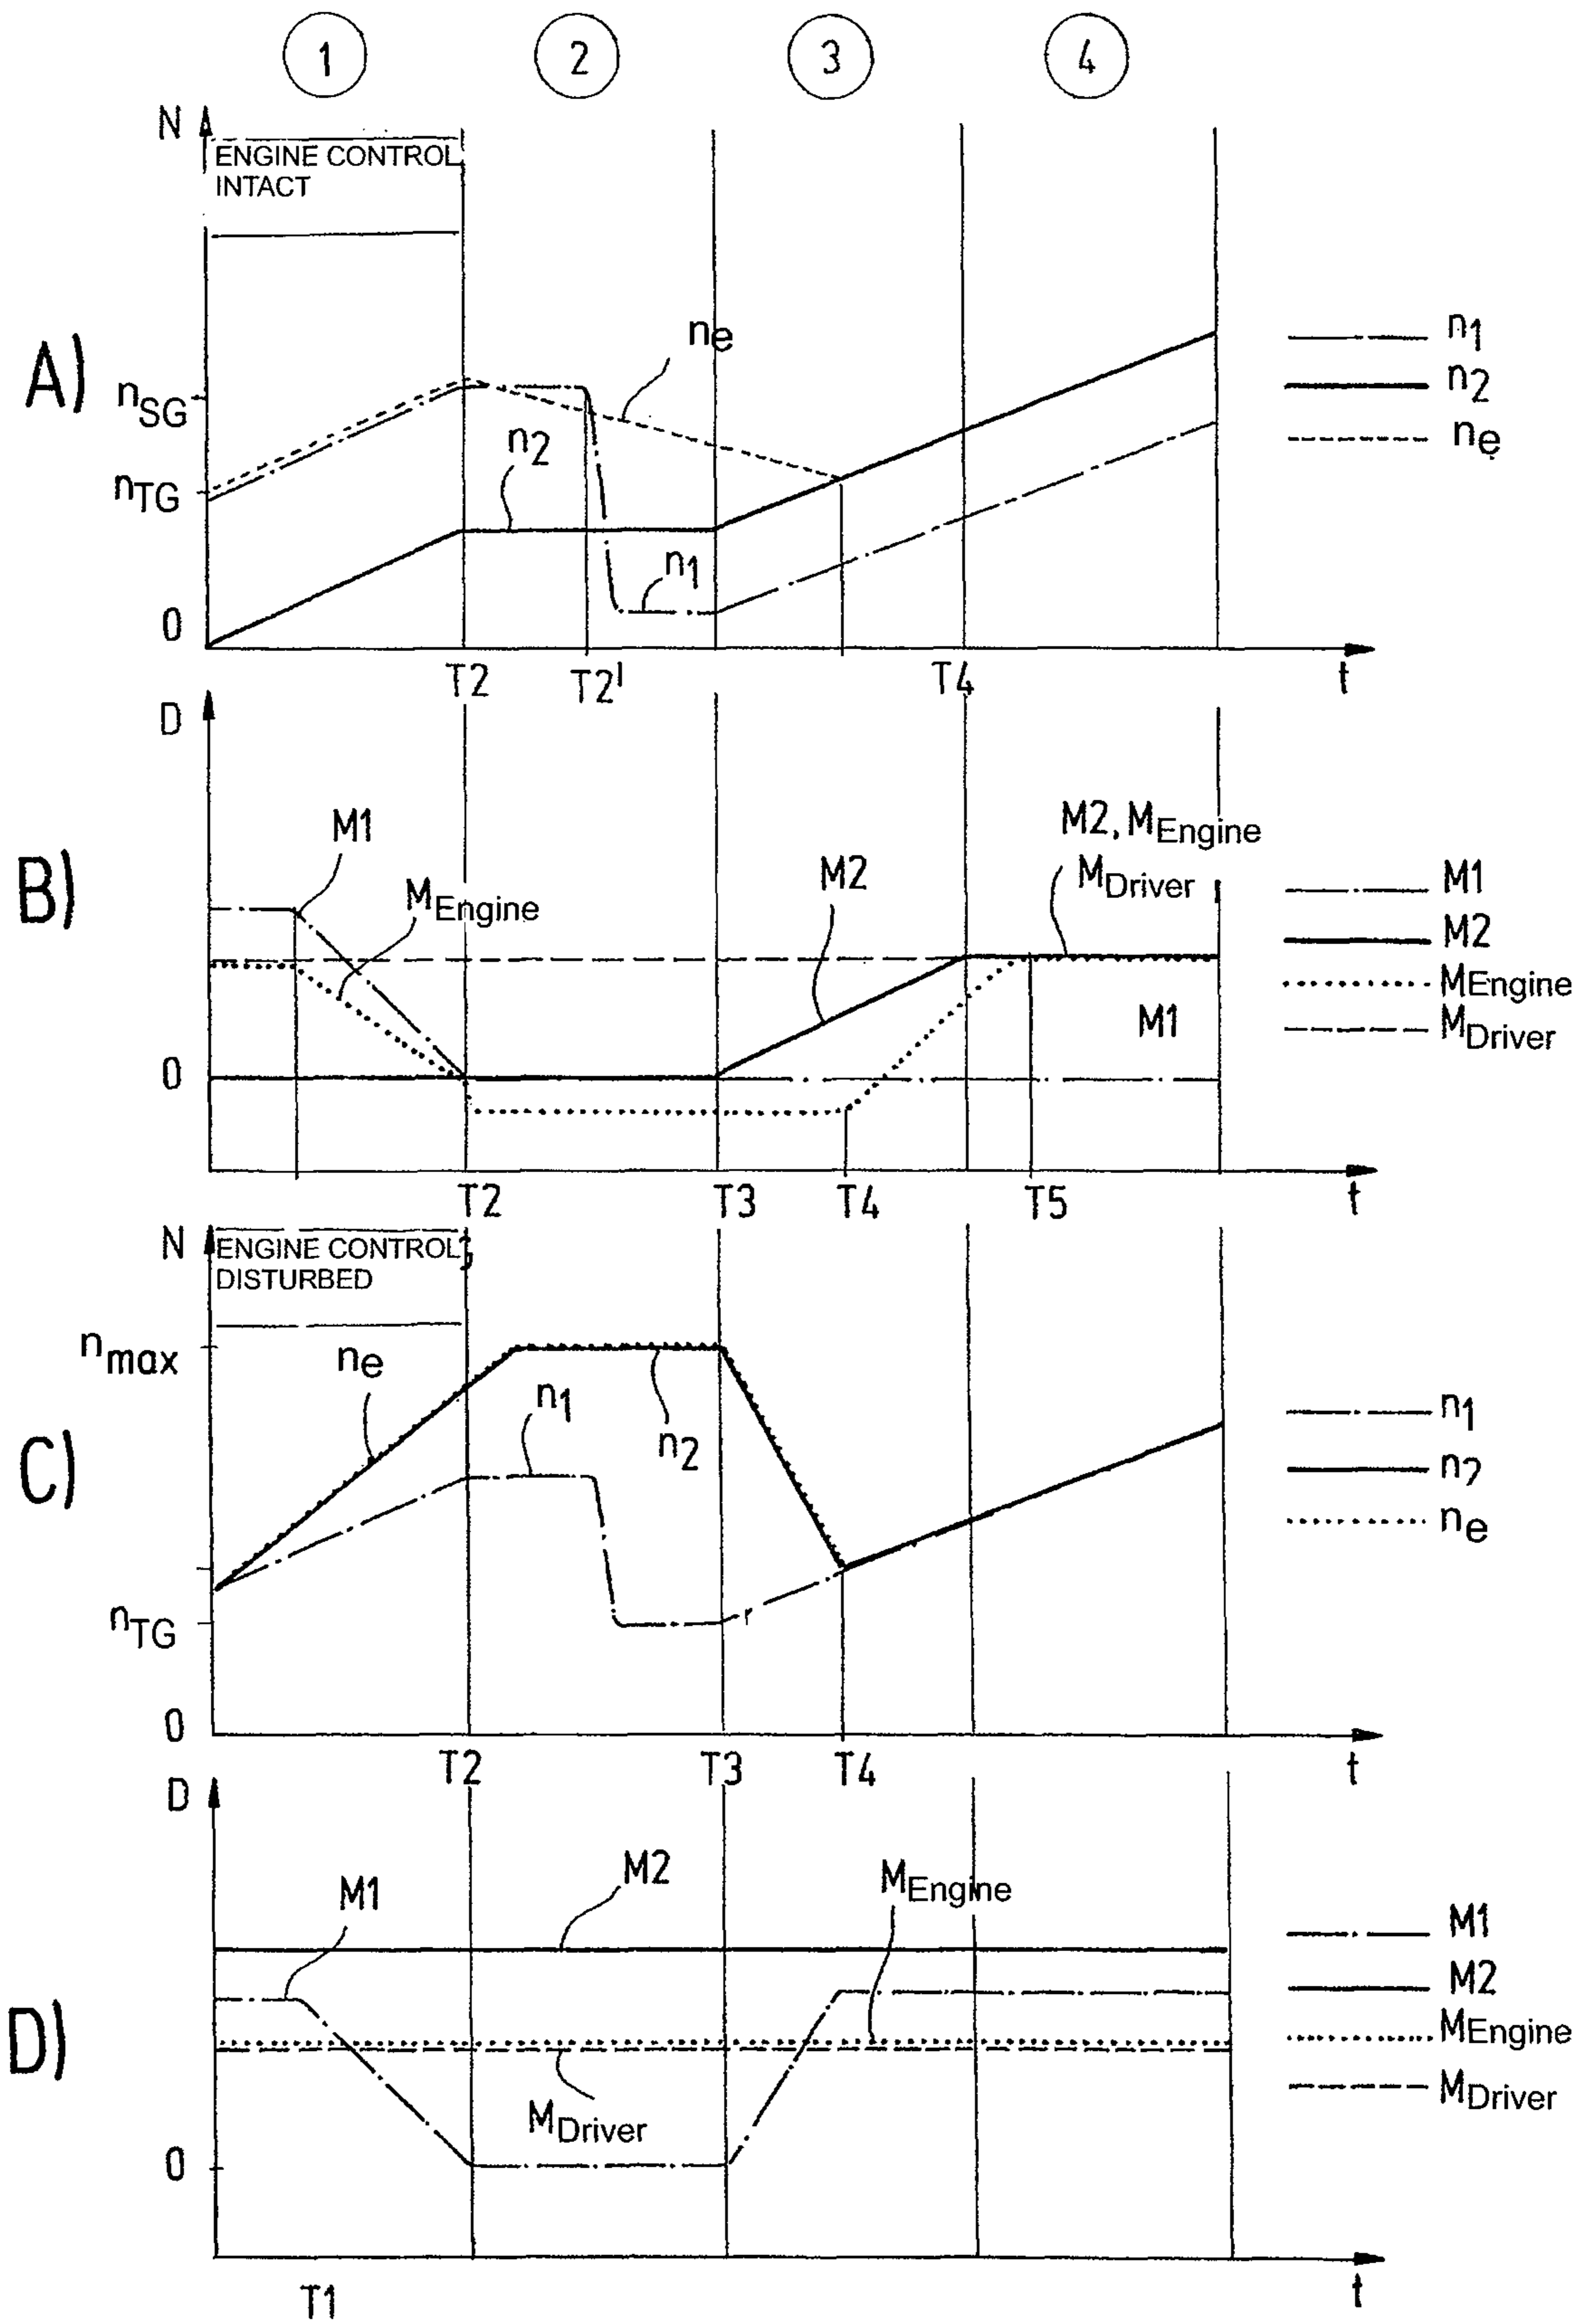 1 2 3 4
N
ENGINE CONTROL
INTACT
A)
nSG
nTG
0
ne
n2
n1
n1
n2
ne
T2 T2' T4 t
D
B)
M1
MEngine
M2
M2, MEngine
MDriver
M1
0
M1
M2
MEngine
MDriver
T2 T3 T4 T5 t
N
ENGINE CONTROL
DISTURBED
C)
nmax
ne
n1
n2
nTG
0
n1
n2
ne
T2 T3 T4 t
D
D)
M1
M2
MEngine
MDriver
0
M1
M2
MEngine
MDriver
T1 t